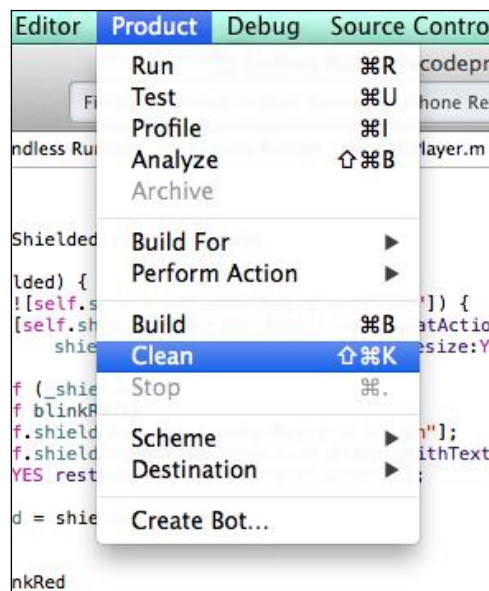 Editor Product Debug Source Contro
Run ⌘R codepr
Fi Test ⌘U hone Re
Profile ⌘I
ndless Ru Analyze ⇧⌘B layer.m
Archive
Shielded
Build For ▶
lded) {
Perform Action ▶
![self.s "]) {
[self.sh Build ⌘B atActio
shie Clean ⇧⌘K esize:Y
f (_shie Stop ⌘.
f blinkR
f.shield Scheme ▶ n"];
f.shield ithText
YES rest Destination ▶ ;
d = shie Create Bot...
nkRed